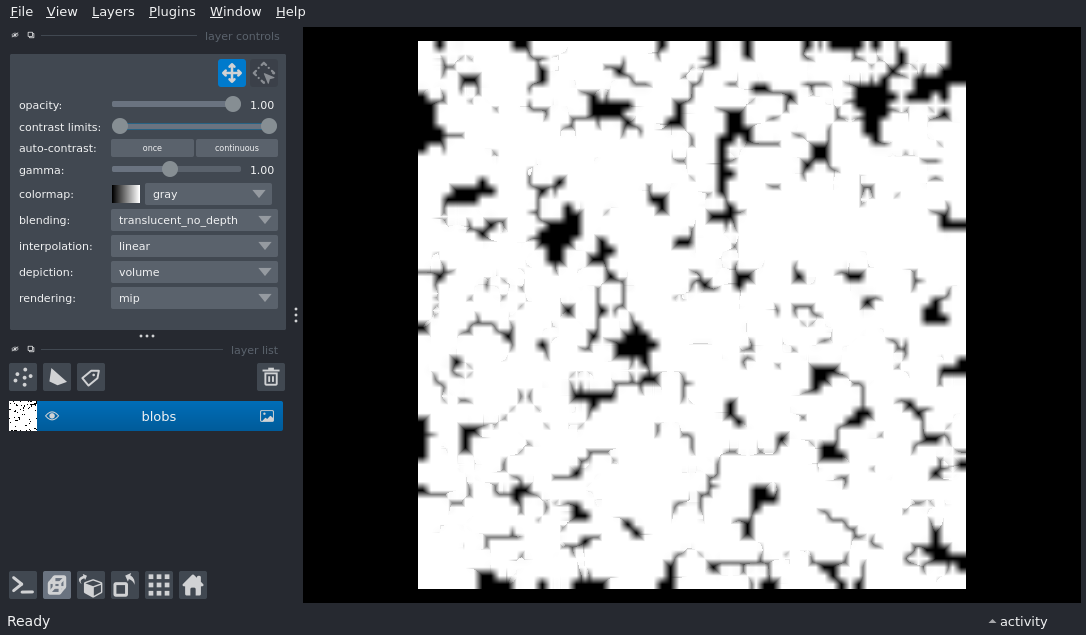 File View Layers Plugins Window Help
layer controls
opacity: 1.00
contrast limits:
auto-contrast: once continuous
gamma: 1.00
colormap: gray
blending: translucent_no_depth
interpolation: linear
depiction: volume
rendering: mip
layer list
blobs
Ready activity